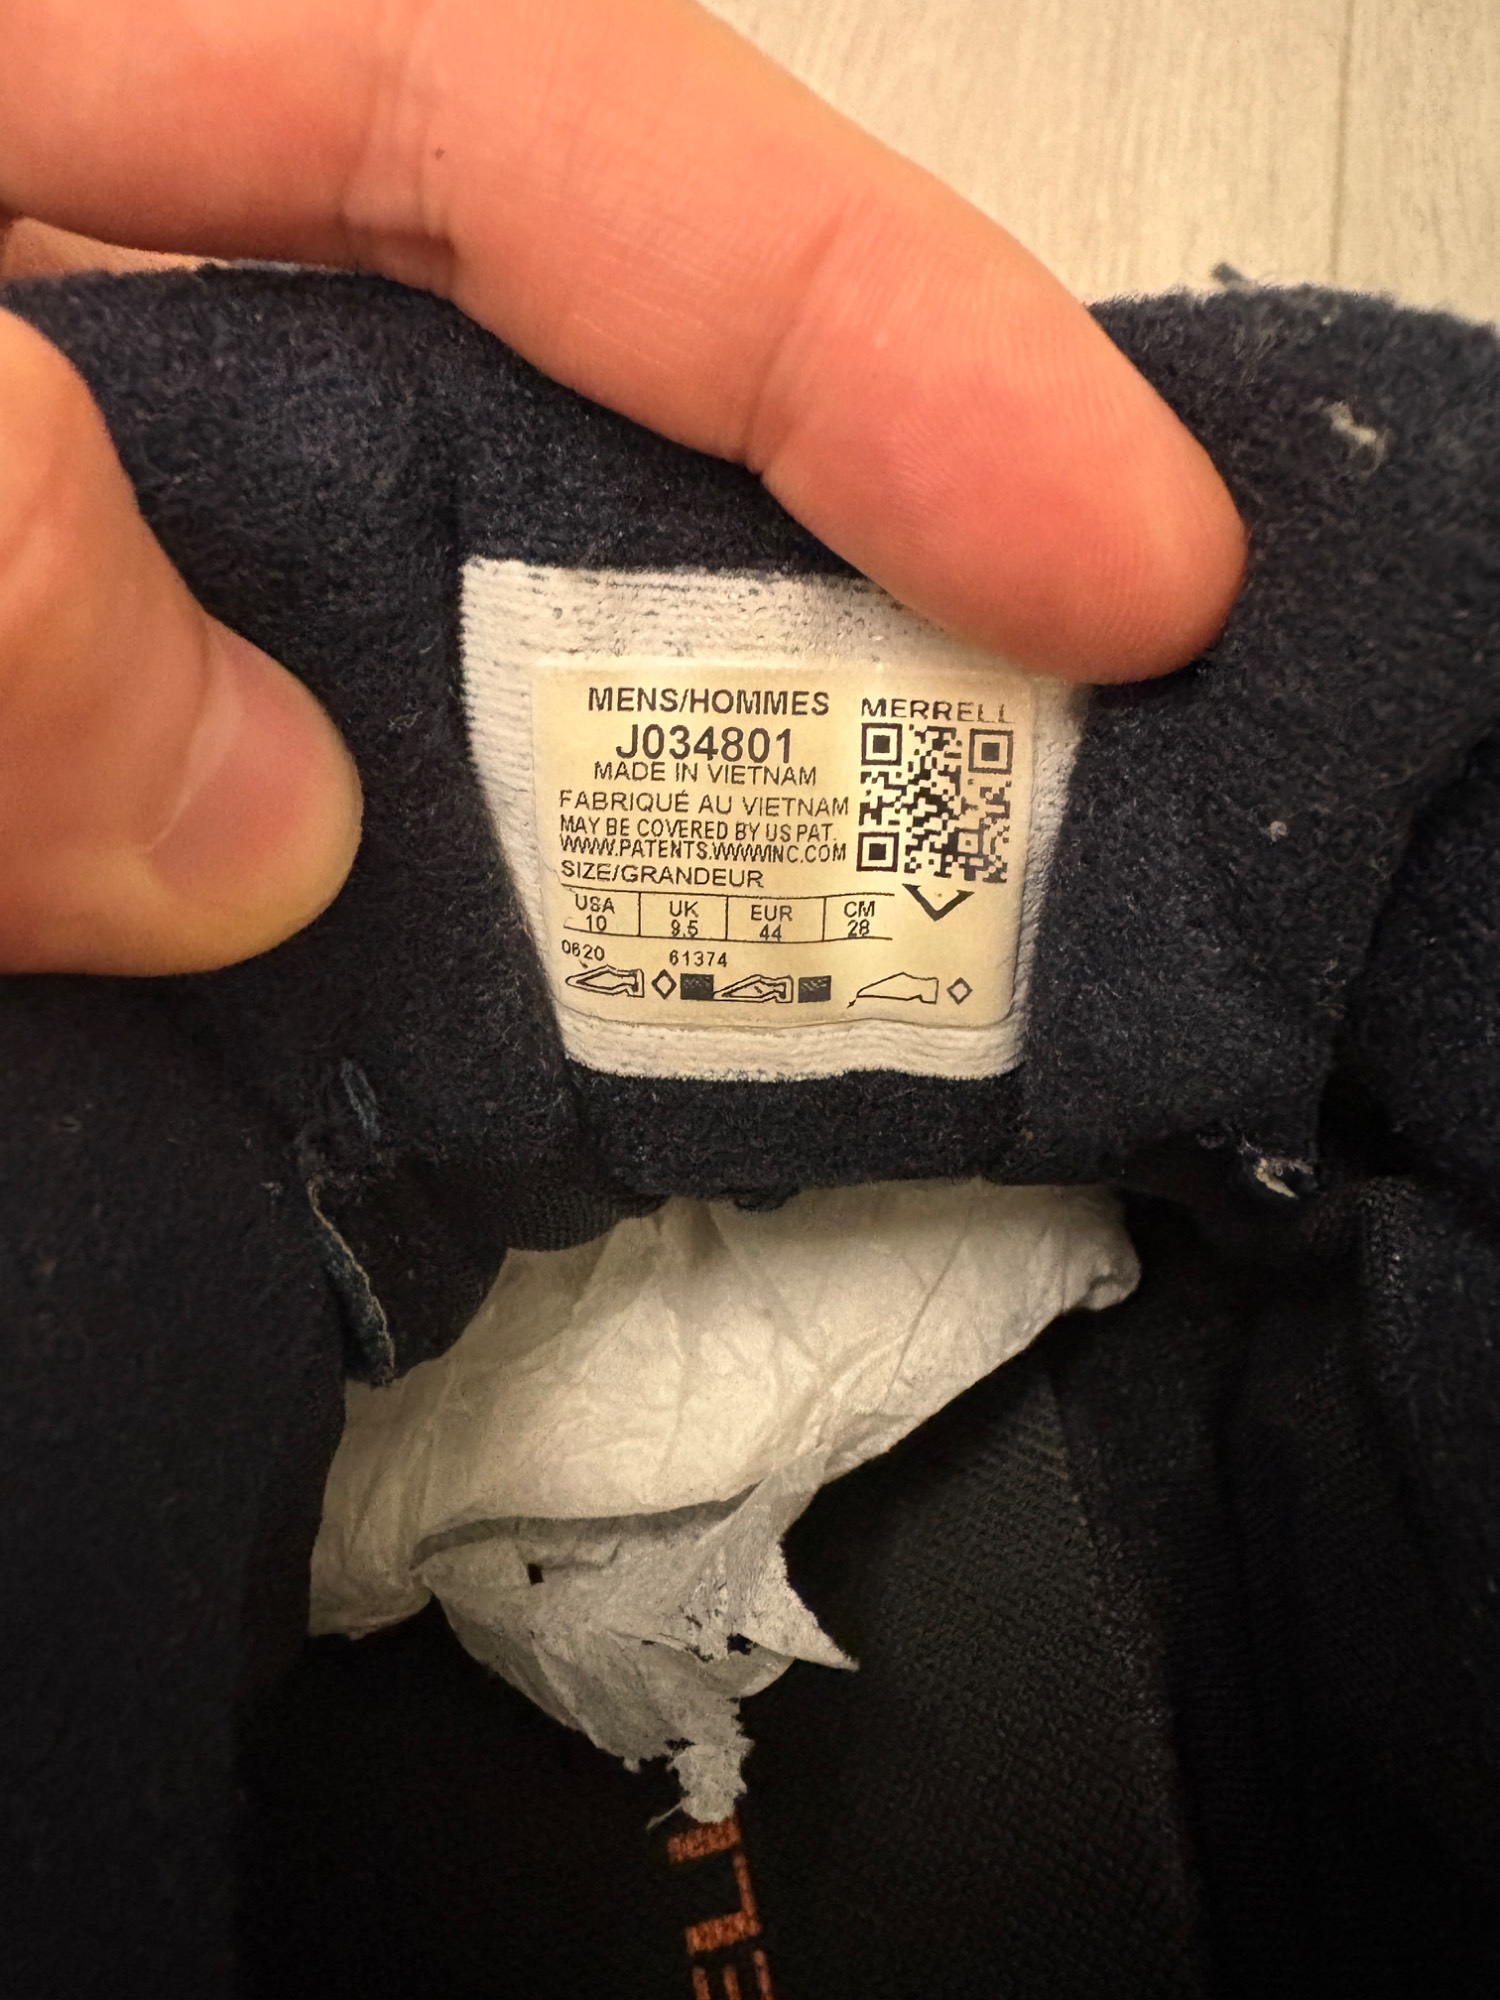 MENS/HOMMES
MERRELL
J034801
MADE IN VIETNAM
FABRIQUÉ AU VIETNAM
MAY BE COVERED BY US PAT.
WWW.PATENTS.WWWINC.COM
SIZE/GRANDEUR
USA UK EUR CM
10 9.5 44 28
0620 61374